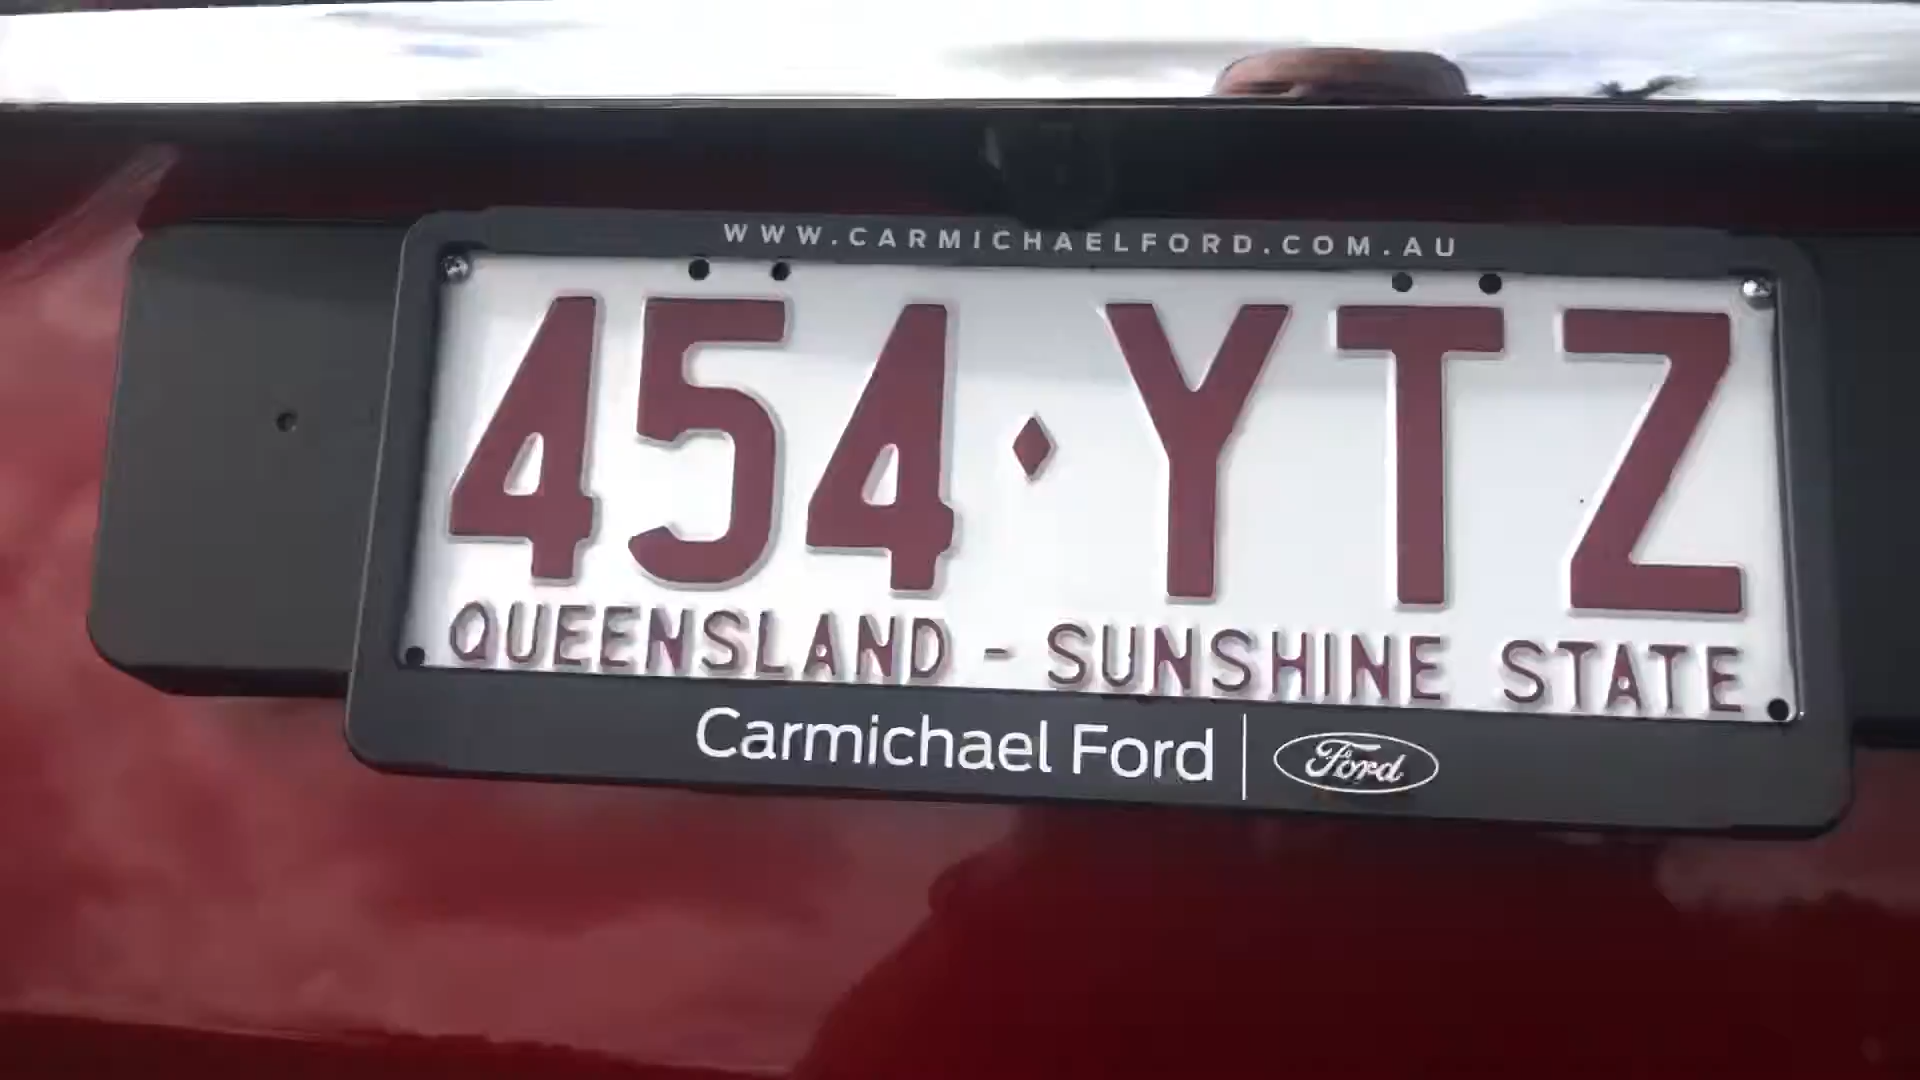 WWW.CARMICHAELFORD.COM.AU
454♦YTZ
QUEENSLAND - SUNSHINE STATE
Carmichael Ford | Ford